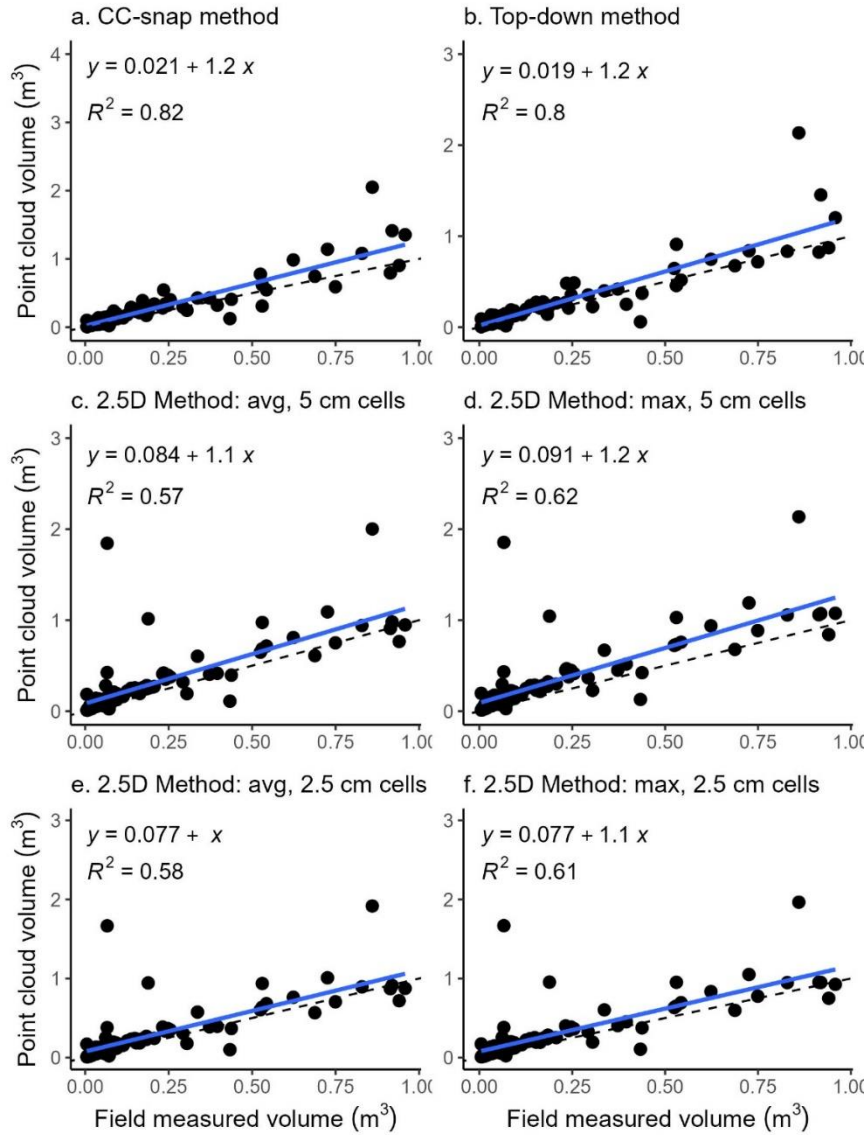 a. CC-snap method
b. Top-down method
Point cloud volume (m³)
4
3
2
1
0
y = 0.021 + 1.2 x
R² = 0.82
0.00 0.25 0.50 0.75 1.00
3
2
1
0
y = 0.019 + 1.2 x
R² = 0.8
0.00 0.25 0.50 0.75 1.00
c. 2.5D Method: avg, 5 cm cells
d. 2.5D Method: max, 5 cm cells
Point cloud volume (m³)
3
2
1
0
y = 0.084 + 1.1 x
R² = 0.57
0.00 0.25 0.50 0.75 1.00
3
2
1
0
y = 0.091 + 1.2 x
R² = 0.62
0.00 0.25 0.50 0.75 1.00
e. 2.5D Method: avg, 2.5 cm cells
f. 2.5D Method: max, 2.5 cm cells
Point cloud volume (m³)
3
2
1
0
y = 0.077 + x
R² = 0.58
0.00 0.25 0.50 0.75 1.00
Field measured volume (m³)
3
2
1
0
y = 0.077 + 1.1 x
R² = 0.61
0.00 0.25 0.50 0.75 1.00
Field measured volume (m³)